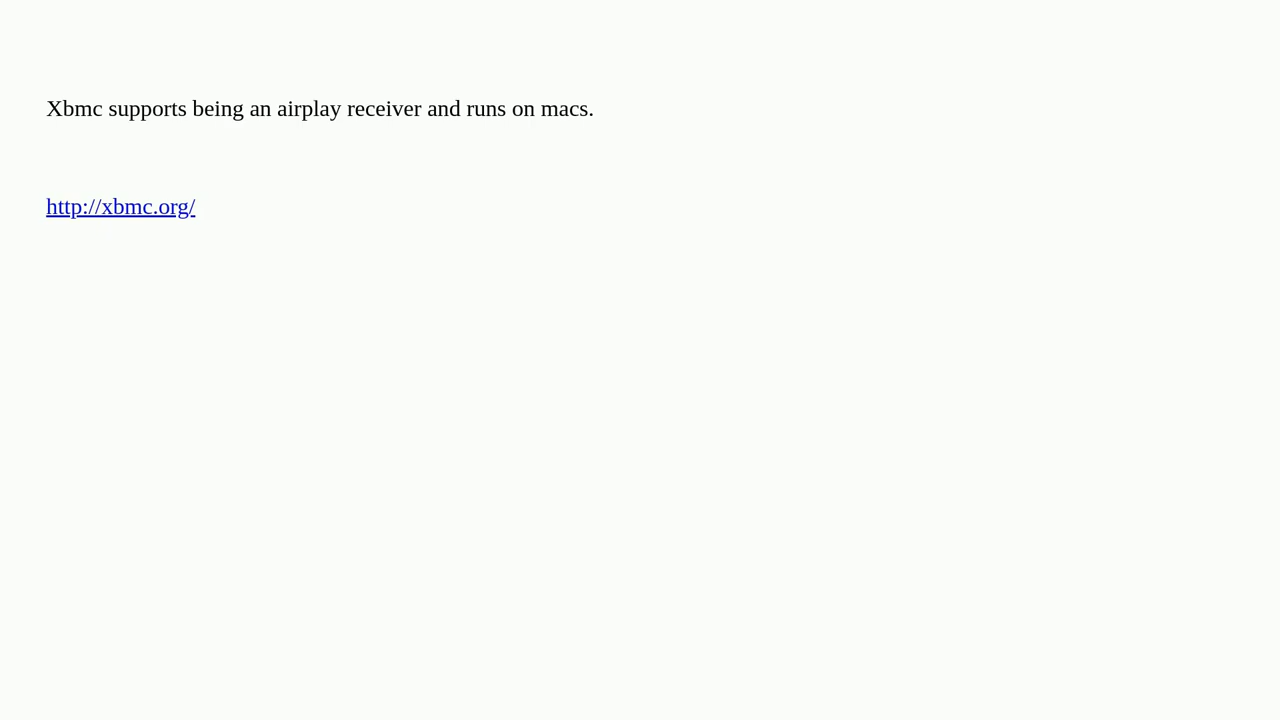 Xbmc supports being an airplay receiver and runs on macs.
http://xbmc.org/